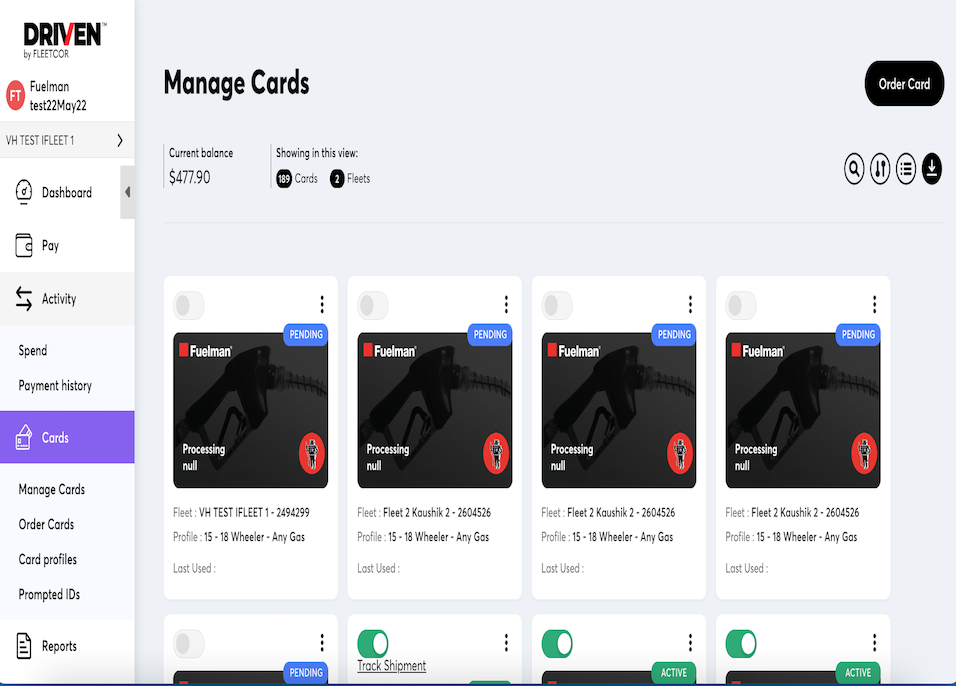 DRIVEN™
by FLEETCOR
FT
Fuelman
test22May22
VH TEST IFLEET 1
Dashboard
Pay
Activity
Spend
Payment history
Cards
Manage Cards
Order Cards
Card profiles
Prompted IDs
Reports
Manage Cards
Order Card
Current balance
$477.90
Showing in this view:
189 Cards 2 Fleets
PENDING
Fuelman
Processing
null
Fleet : VH TEST IFLEET 1 - 2494299
Profile : 15 - 18 Wheeler - Any Gas
Last Used :
PENDING
Fuelman
Processing
null
Fleet : Fleet 2 Kaushik 2 - 2604526
Profile : 15 - 18 Wheeler - Any Gas
Last Used :
PENDING
Fuelman
Processing
null
Fleet : Fleet 2 Kaushik 2 - 2604526
Profile : 15 - 18 Wheeler - Any Gas
Last Used :
PENDING
Fuelman
Processing
null
Fleet : Fleet 2 Kaushik 2 - 2604526
Profile : 15 - 18 Wheeler - Any Gas
Last Used :
PENDING
Track Shipment
ACTIVE
ACTIVE